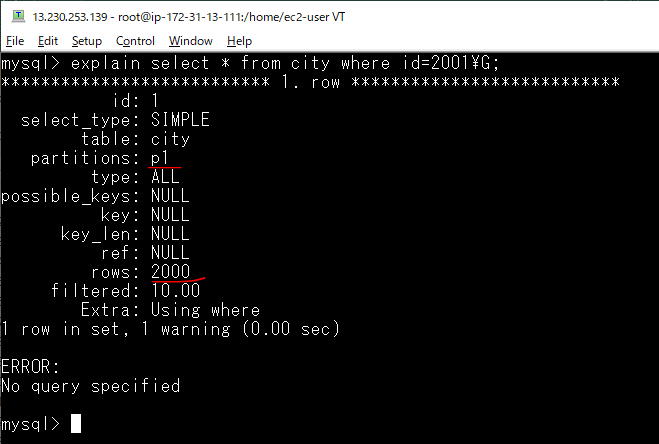 13.230.253.139 - root@ip-172-31-13-111:/home/ec2-user VT
File Edit Setup Control Window Help
mysql> explain select * from city where id=2001¥G;
*************************** 1. row ***************************
id: 1
select_type: SIMPLE
table: city
partitions: p1
type: ALL
possible_keys: NULL
key: NULL
key_len: NULL
ref: NULL
rows: 2000
filtered: 10.00
Extra: Using where
1 row in set, 1 warning (0.00 sec)
ERROR:
No query specified
mysql>